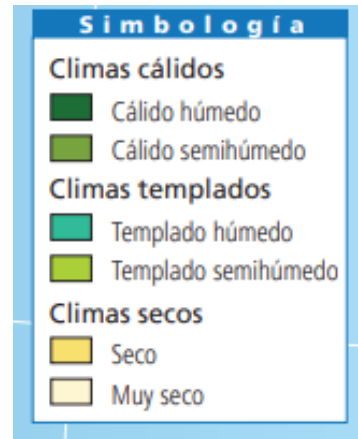 Simbología
Climas cálidos
Cálido húmedo
Cálido semihúmedo
Climas templados
Templado húmedo
Templado semihúmedo
Climas secos
Seco
Muy seco